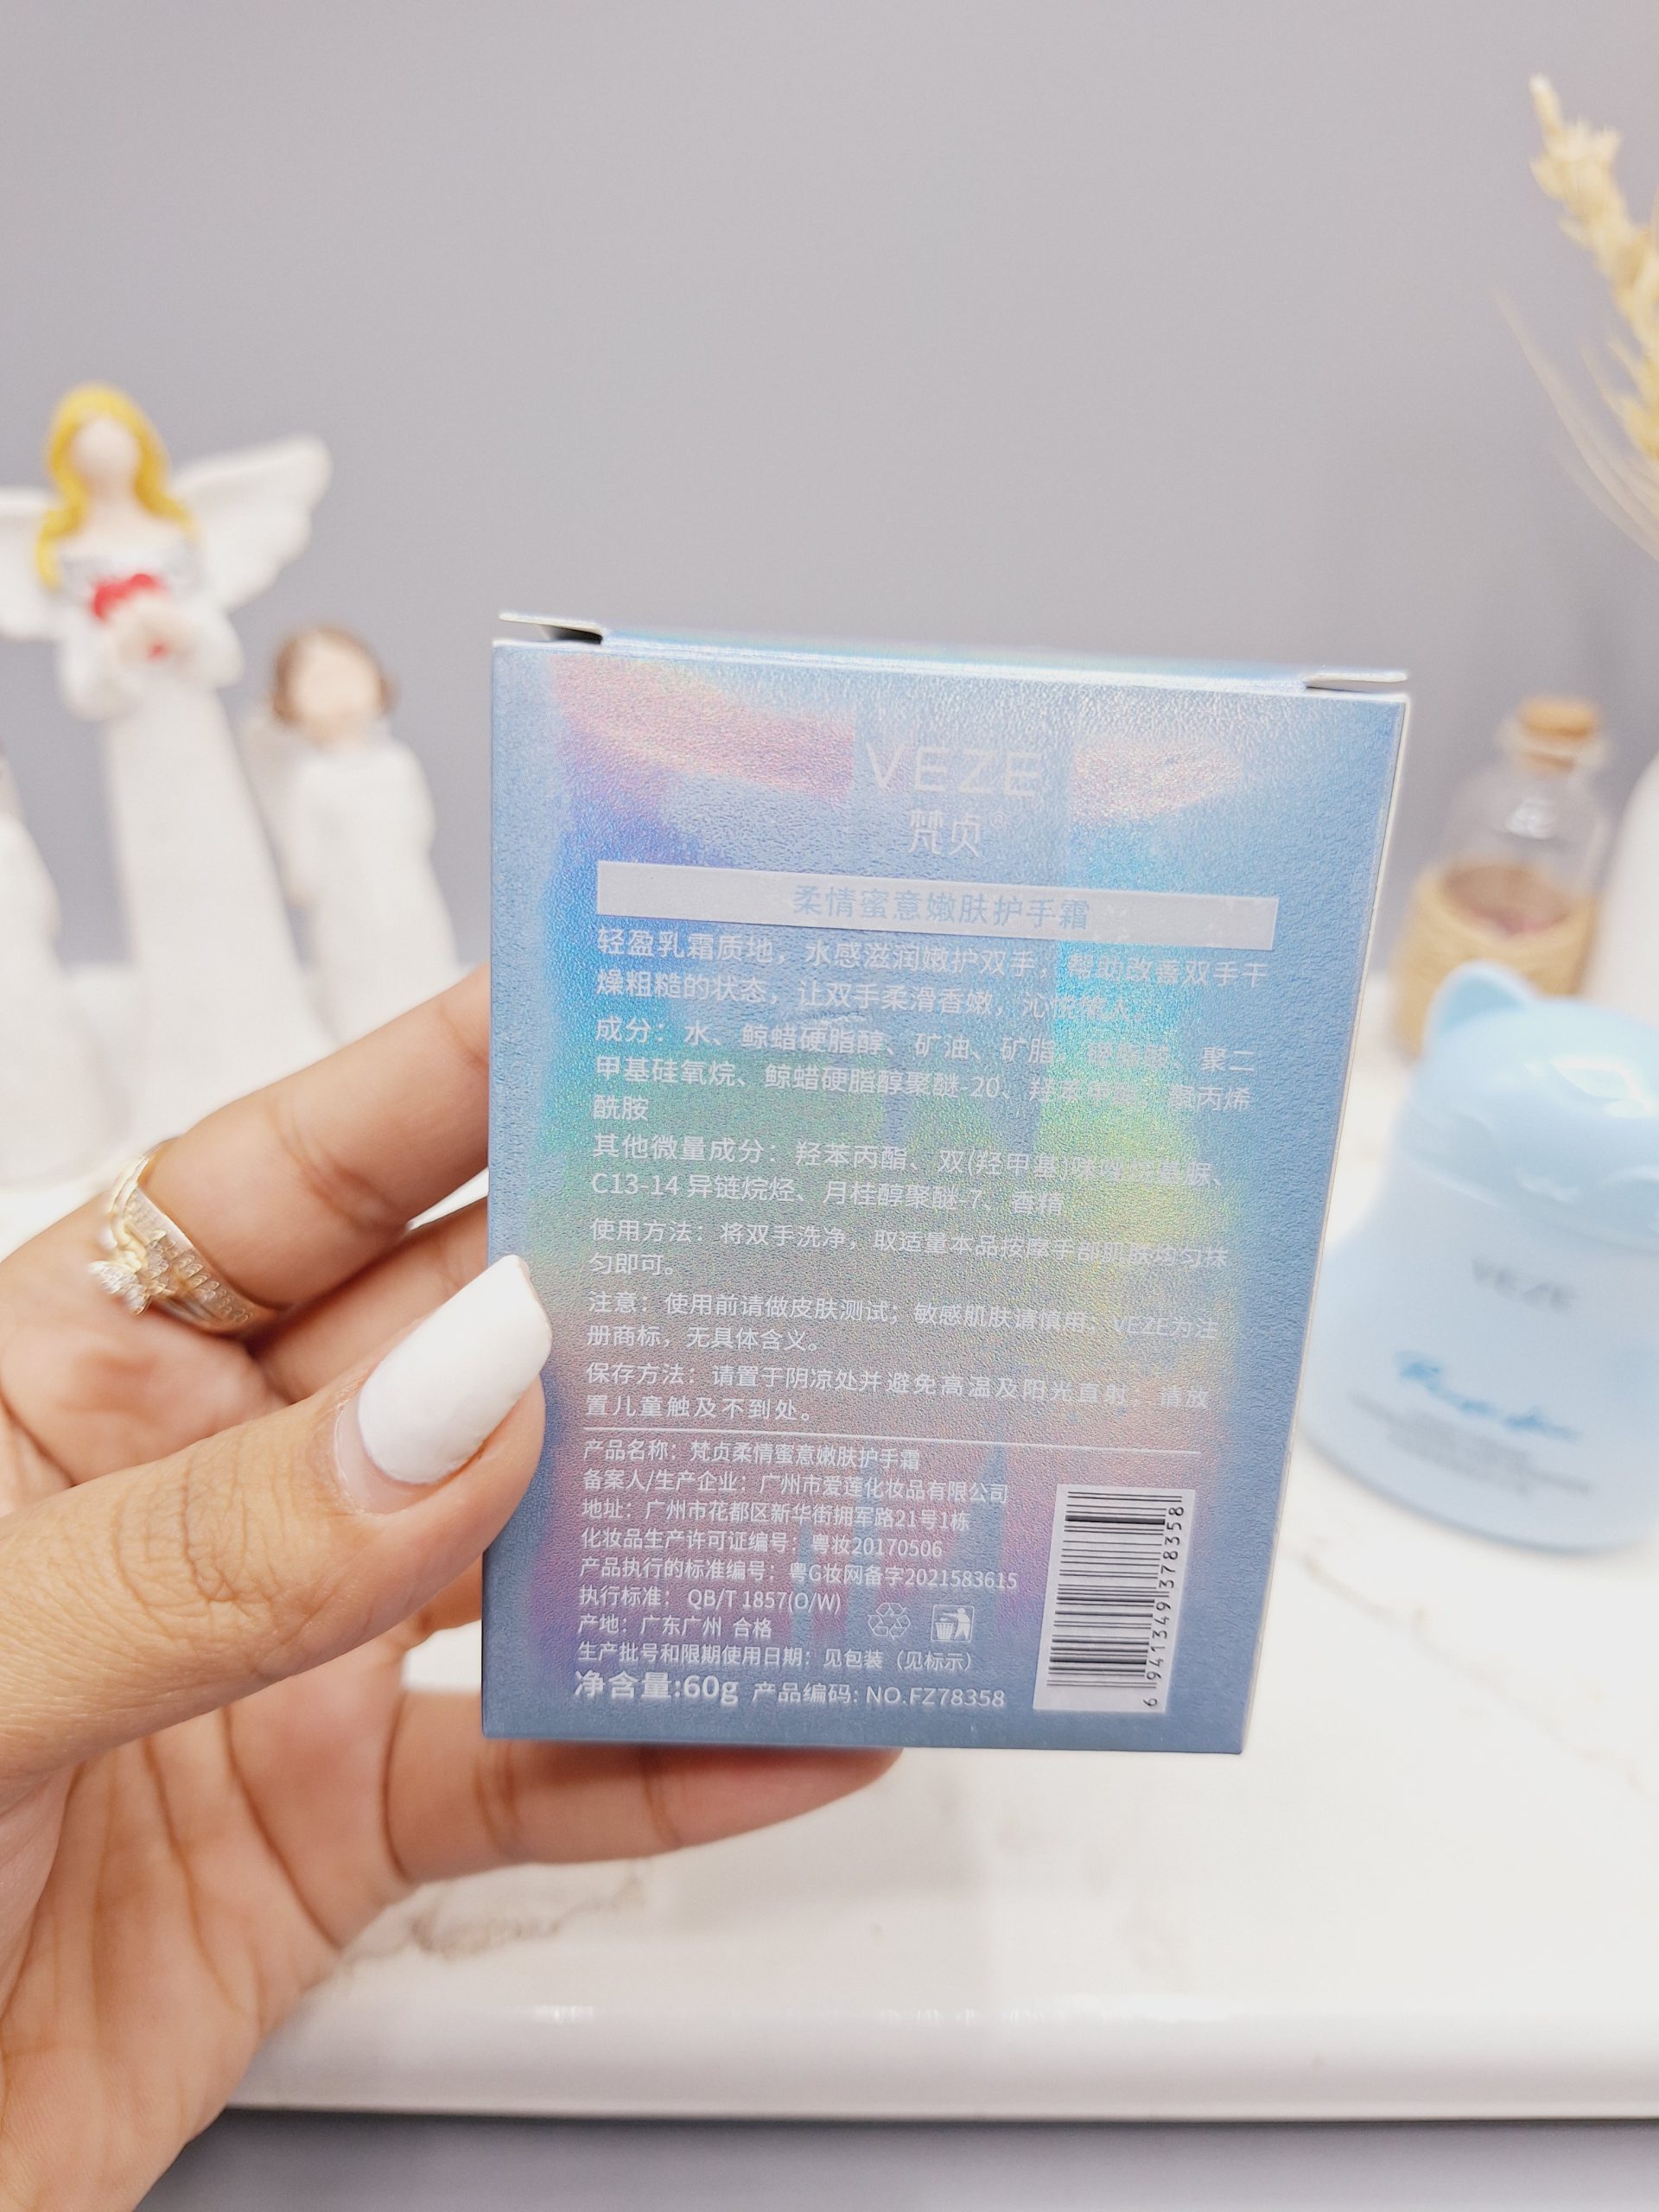 VEZE
梵贞®
柔情蜜意嫩肤护手霜
轻盈乳霜质地，水感滋润嫩护双手，帮助改善双手干
燥粗糙的状态，让双手柔滑香嫩，沁悦
成分：水、鲸蜡硬脂醇、矿油、矿脂、 聚二
甲基硅氧烷、鲸蜡硬脂醇聚醚-20、羟苯甲酯、聚丙烯
酰胺
其他微量成分：羟苯丙酯、双(羟甲基)咪唑烷基脲、
C13-14 异链烷烃、月桂醇聚醚-7、香精
使用方法：将双手洗净，取适量本品按摩手部肌肤均匀抹
匀即可。
注意：使用前请做皮肤测试；敏感肌肤请慎用；VEZE为注
册商标，无具体含义。
保存方法：请置于阴凉处并避免高温及阳光直射 请放
置儿童触及不到处。
产品名称：梵贞柔情蜜意嫩肤护手霜
备案人/生产企业：广州市爱莲化妆品有限公司
地址：广州市花都区新华街拥军路21号1栋
化妆品生产许可证编号：粤妆20170506
产品执行的标准编号：粤G妆网备字2021583615
执行标准：QB/T 1857(O/W)
产地：广东广州 合格
生产批号和限期使用日期：见包装（见标示）
净含量:60g 产品编码: NO.FZ78358
6 941349 378358
VEZE